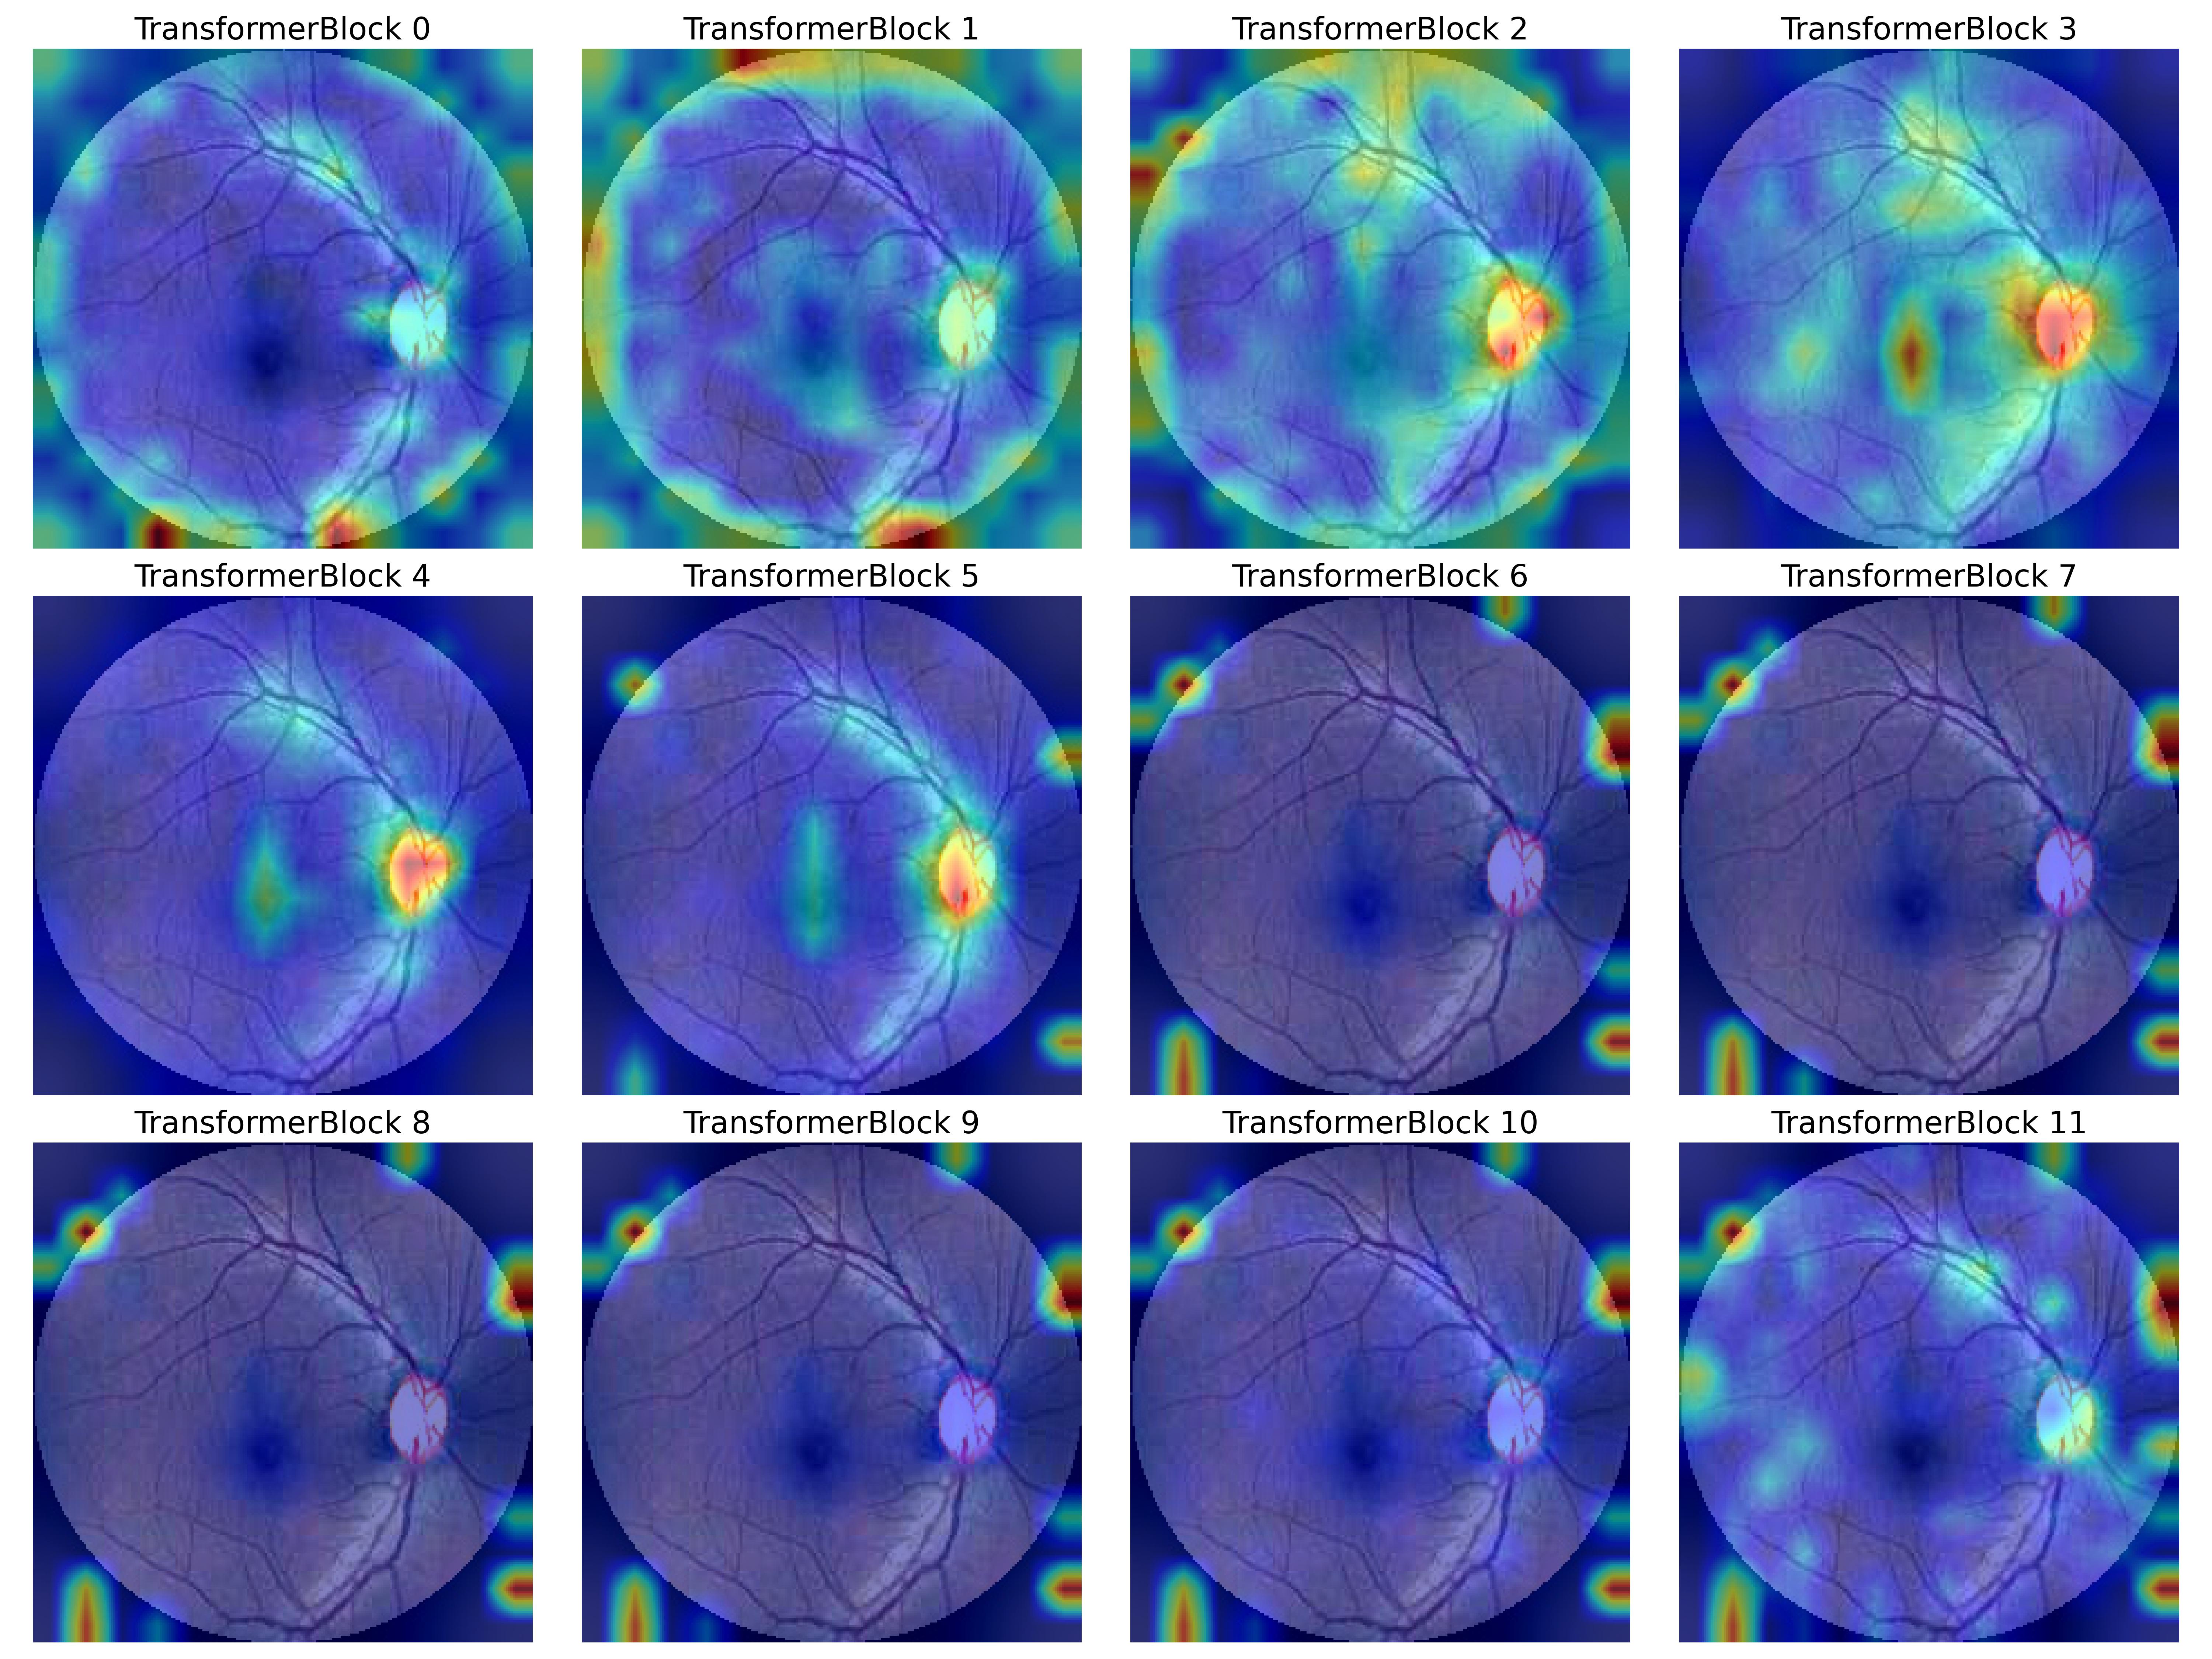 TransformerBlock 0
TransformerBlock 1
TransformerBlock 2
TransformerBlock 3
TransformerBlock 4
TransformerBlock 5
TransformerBlock 6
TransformerBlock 7
TransformerBlock 8
TransformerBlock 9
TransformerBlock 10
TransformerBlock 11